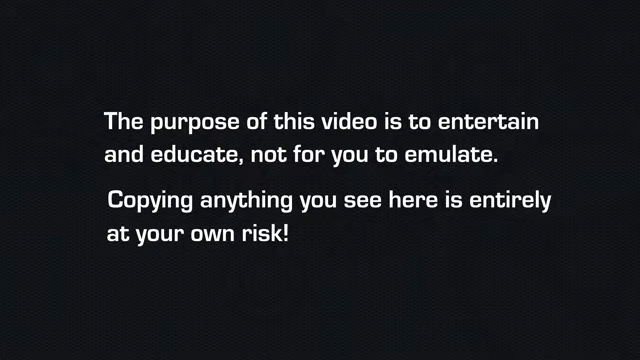 The purpose of this video is to entertain
and educate, not for you to emulate.
Copying anything you see here is entirely
at your own risk!